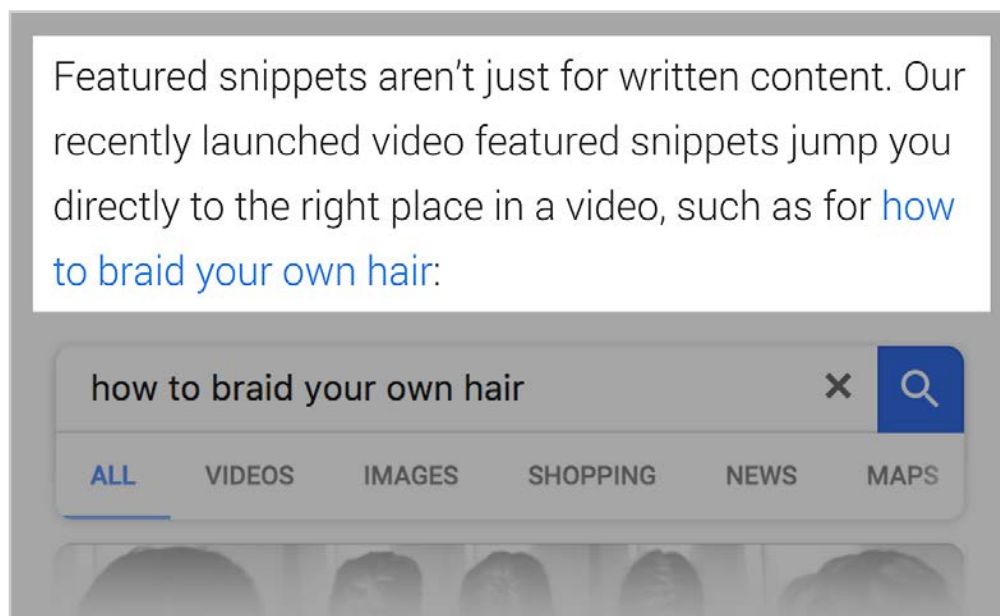 Featured snippets aren’t just for written content. Our
recently launched video featured snippets jump you
directly to the right place in a video, such as for how
to braid your own hair:
how to braid your own hair
ALL VIDEOS IMAGES SHOPPING NEWS MAPS